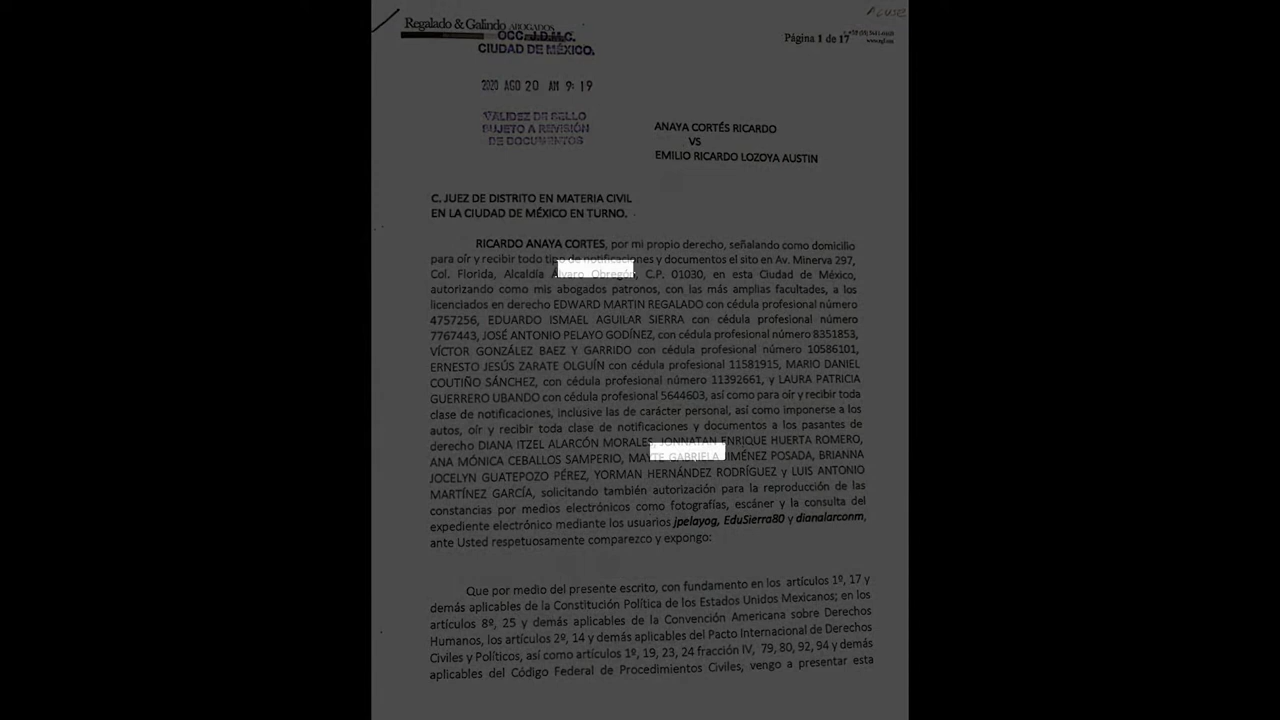 ACUSE
Regalado & Galindo ABOGADOS
OCC. J.D.M.C.
CIUDAD DE MÉXICO.
Página 1 de 17
2020 AGO 20 AM 9: 19
VALIDEZ DE SELLO
SUJETO A REVISIÓN
DE DOCUMENTOS
ANAYA CORTÉS RICARDO
VS
EMILIO RICARDO LOZOYA AUSTIN
C. JUEZ DE DISTRITO EN MATERIA CIVIL
EN LA CIUDAD DE MÉXICO EN TURNO.
RICARDO ANAYA CORTES, por mi propio derecho, señalando como domicilio
para oír y recibir todo tipo de notificaciones y documentos el sito en Av. Minerva 297,
Col. Florida, Alcaldía Álvaro Obregón, C.P. 01030, en esta Ciudad de México,
autorizando como mis abogados patronos, con las más amplias facultades, a los
licenciados en derecho EDWARD MARTIN REGALADO con cédula profesional número
4757256, EDUARDO ISMAEL AGUILAR SIERRA con cédula profesional número
7767443, JOSÉ ANTONIO PELAYO GODÍNEZ, con cédula profesional número 8351853,
VÍCTOR GONZÁLEZ BAEZ Y GARRIDO con cédula profesional número 10586101,
ERNESTO JESÚS ZARATE OLGUÍN con cédula profesional 11581915, MARIO DANIEL
COUTIÑO SÁNCHEZ, con cédula profesional número 11392661, y LAURA PATRICIA
GUERRERO UBANDO con cédula profesional 5644603, así como para oír y recibir toda
clase de notificaciones, inclusive las de carácter personal, así como imponerse a los
autos, oír y recibir toda clase de notificaciones y documentos a los pasantes de
derecho DIANA ITZEL ALARCÓN MORALES, JONNATAN ENRIQUE HUERTA ROMERO,
ANA MÓNICA CEBALLOS SAMPERIO, MAYTE GABRIELA JIMÉNEZ POSADA, BRIANNA
JOCELYN GUATEPOZO PÉREZ, YORMAN HERNÁNDEZ RODRÍGUEZ y LUIS ANTONIO
MARTÍNEZ GARCÍA, solicitando también autorización para la reproducción de las
constancias por medios electrónicos como fotografías, escáner y la consulta del
expediente electrónico mediante los usuarios jpelayog, EduSierra80 y dianalarconm,
ante Usted respetuosamente comparezco y expongo:
Que por medio del presente escrito, con fundamento en los artículos 1º, 17 y
demás aplicables de la Constitución Política de los Estados Unidos Mexicanos; en los
artículos 8º, 25 y demás aplicables de la Convención Americana sobre Derechos
Humanos, los artículos 2º, 14 y demás aplicables del Pacto Internacional de Derechos
Civiles y Políticos, así como artículos 1º, 19, 23, 24 fracción IV, 79, 80, 92, 94 y demás
aplicables del Código Federal de Procedimientos Civiles, vengo a presentar esta